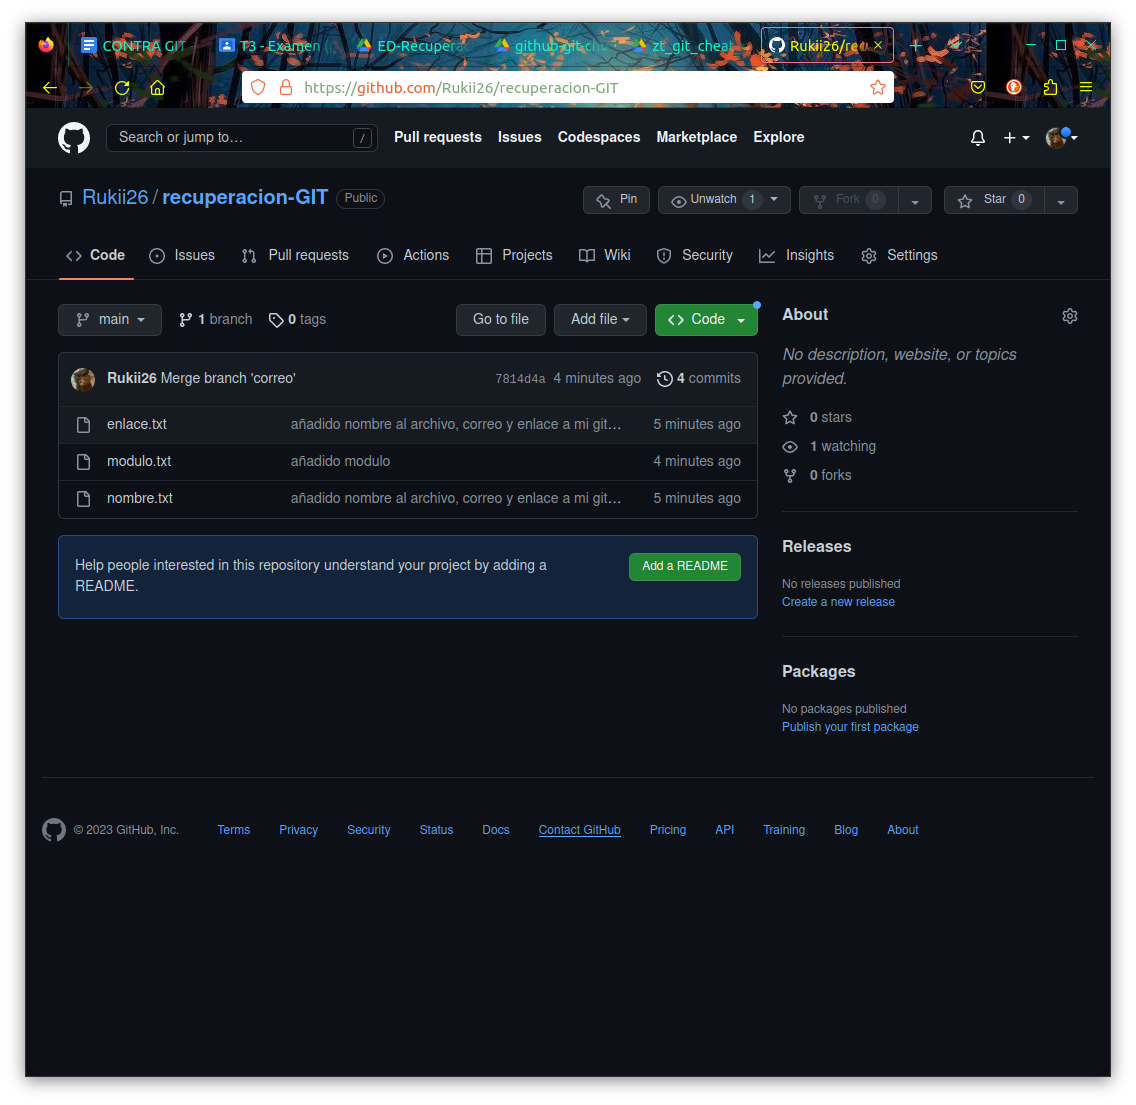 CONTRA GIT
T3 - Examen (
ED-Recupera
github-git-che
zt_git_cheat
Rukii26/rec
https://github.com/Rukii26/recuperacion-GIT
Search or jump to… /
Pull requests Issues Codespaces Marketplace Explore
Rukii26 / recuperacion-GIT Public
Pin Unwatch 1 Fork 0 Star 0
Code Issues Pull requests Actions Projects Wiki Security Insights Settings
main 1 branch 0 tags Go to file Add file Code
Rukii26 Merge branch 'correo' 7814d4a 4 minutes ago 4 commits
enlace.txt añadido nombre al archivo, correo y enlace a mi git… 5 minutes ago
modulo.txt añadido modulo 4 minutes ago
nombre.txt añadido nombre al archivo, correo y enlace a mi git… 5 minutes ago
Help people interested in this repository understand your project by adding a
README.
Add a README
About
No description, website, or topics
provided.
0 stars
1 watching
0 forks
Releases
No releases published
Create a new release
Packages
No packages published
Publish your first package
© 2023 GitHub, Inc. Terms Privacy Security Status Docs Contact GitHub Pricing API Training Blog About